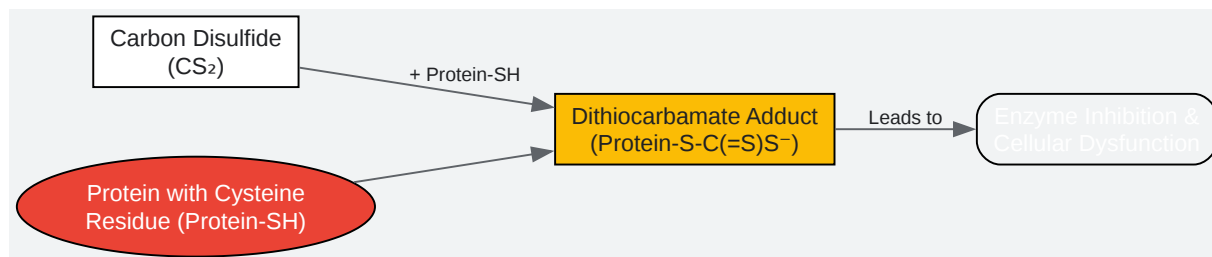 Carbon Disulfide
(CS₂)
+ Protein-SH
Dithiocarbamate Adduct
(Protein-S-C(=S)S⁻)
Leads to
Enzyme Inhibition &
Cellular Dysfunction
Protein with Cysteine
Residue (Protein-SH)